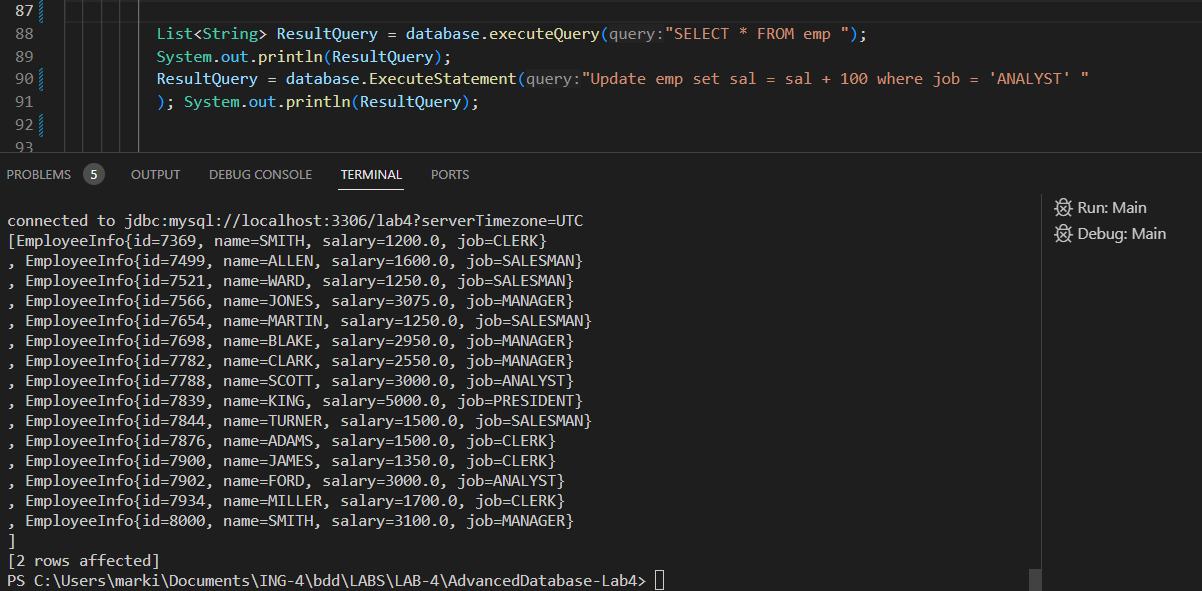 87
88 List<String> ResultQuery = database.executeQuery(query:"SELECT * FROM emp ");
89 System.out.println(ResultQuery);
90 ResultQuery = database.ExecuteStatement(query:"Update emp set sal = sal + 100 where job = 'ANALYST' "
91 ); System.out.println(ResultQuery);
92
93
PROBLEMS 5 OUTPUT DEBUG CONSOLE TERMINAL PORTS
Run: Main
Debug: Main
connected to jdbc:mysql://localhost:3306/lab4?serverTimezone=UTC
[EmployeeInfo{id=7369, name=SMITH, salary=1200.0, job=CLERK}
, EmployeeInfo{id=7499, name=ALLEN, salary=1600.0, job=SALESMAN}
, EmployeeInfo{id=7521, name=WARD, salary=1250.0, job=SALESMAN}
, EmployeeInfo{id=7566, name=JONES, salary=3075.0, job=MANAGER}
, EmployeeInfo{id=7654, name=MARTIN, salary=1250.0, job=SALESMAN}
, EmployeeInfo{id=7698, name=BLAKE, salary=2950.0, job=MANAGER}
, EmployeeInfo{id=7782, name=CLARK, salary=2550.0, job=MANAGER}
, EmployeeInfo{id=7788, name=SCOTT, salary=3000.0, job=ANALYST}
, EmployeeInfo{id=7839, name=KING, salary=5000.0, job=PRESIDENT}
, EmployeeInfo{id=7844, name=TURNER, salary=1500.0, job=SALESMAN}
, EmployeeInfo{id=7876, name=ADAMS, salary=1500.0, job=CLERK}
, EmployeeInfo{id=7900, name=JAMES, salary=1350.0, job=CLERK}
, EmployeeInfo{id=7902, name=FORD, salary=3000.0, job=ANALYST}
, EmployeeInfo{id=7934, name=MILLER, salary=1700.0, job=CLERK}
, EmployeeInfo{id=8000, name=SMITH, salary=3100.0, job=MANAGER}
]
[2 rows affected]
PS C:\Users\marki\Documents\ING-4\bdd\LABS\LAB-4\AdvancedDatabase-Lab4>